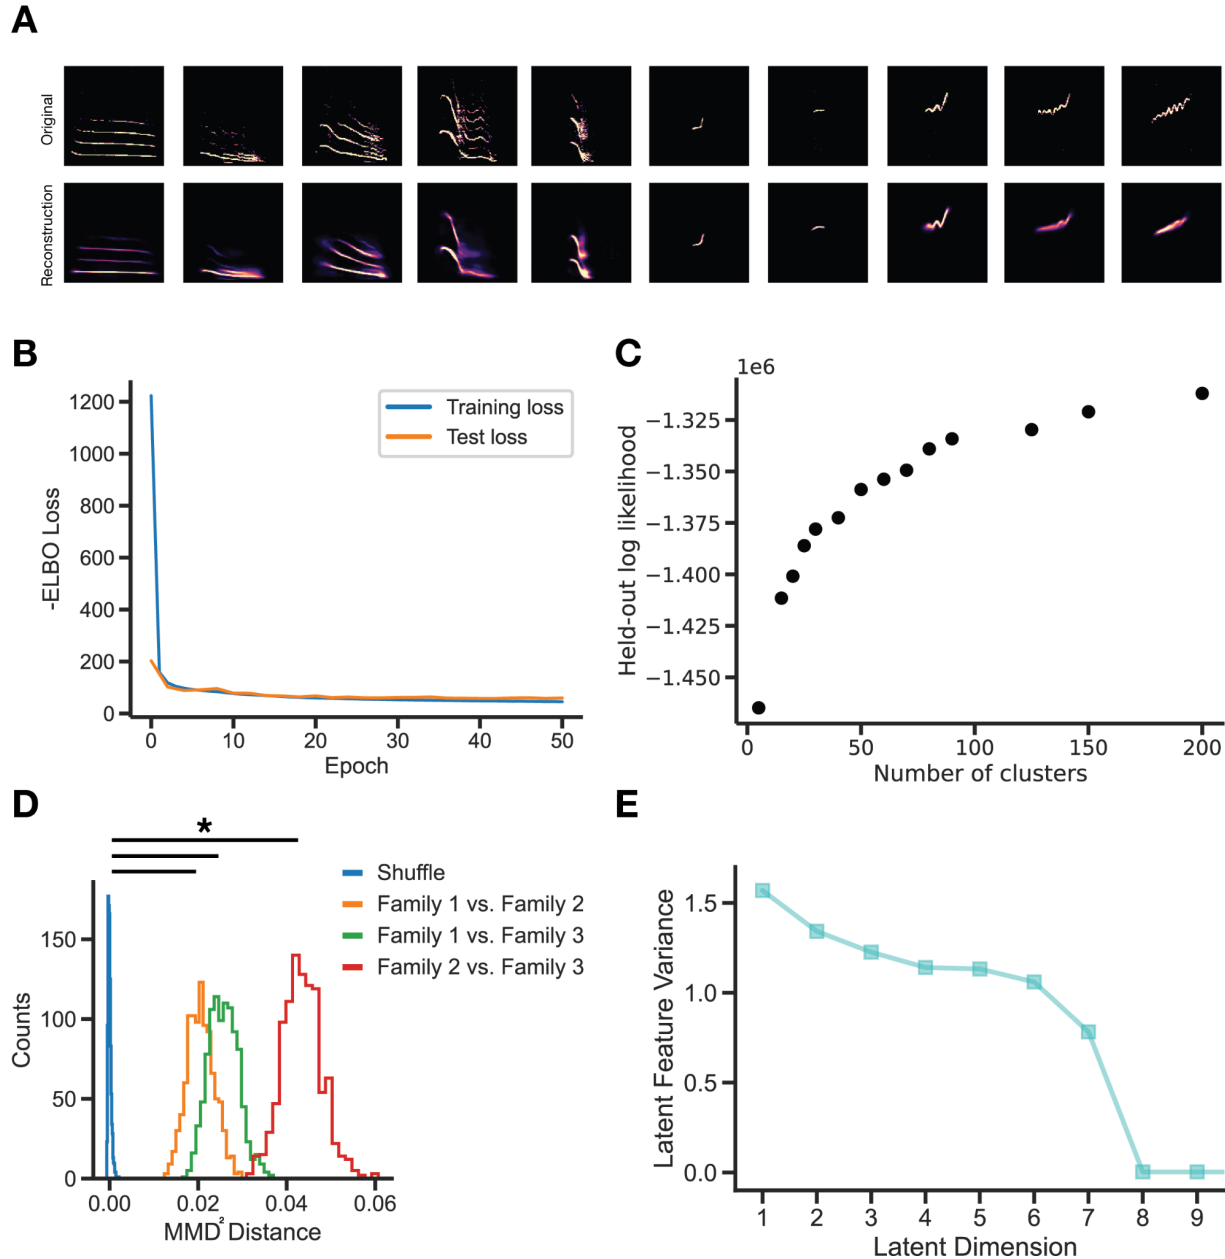 A
Original
Reconstruction
B
1200
1000
800
600
400
200
0
-ELBO Loss
Training loss
Test loss
0 10 20 30 40 50
Epoch
C
1e6
−1.325
−1.350
−1.375
−1.400
−1.425
−1.450
Held-out log likelihood
0 50 100 150 200
Number of clusters
D
*
Shuffle
Family 1 vs. Family 2
Family 1 vs. Family 3
Family 2 vs. Family 3
150
100
50
0
Counts
0.00 0.02 0.04 0.06
MMD² Distance
E
1.5
1.0
0.5
0.0
Latent Feature Variance
1 2 3 4 5 6 7 8 9
Latent Dimension